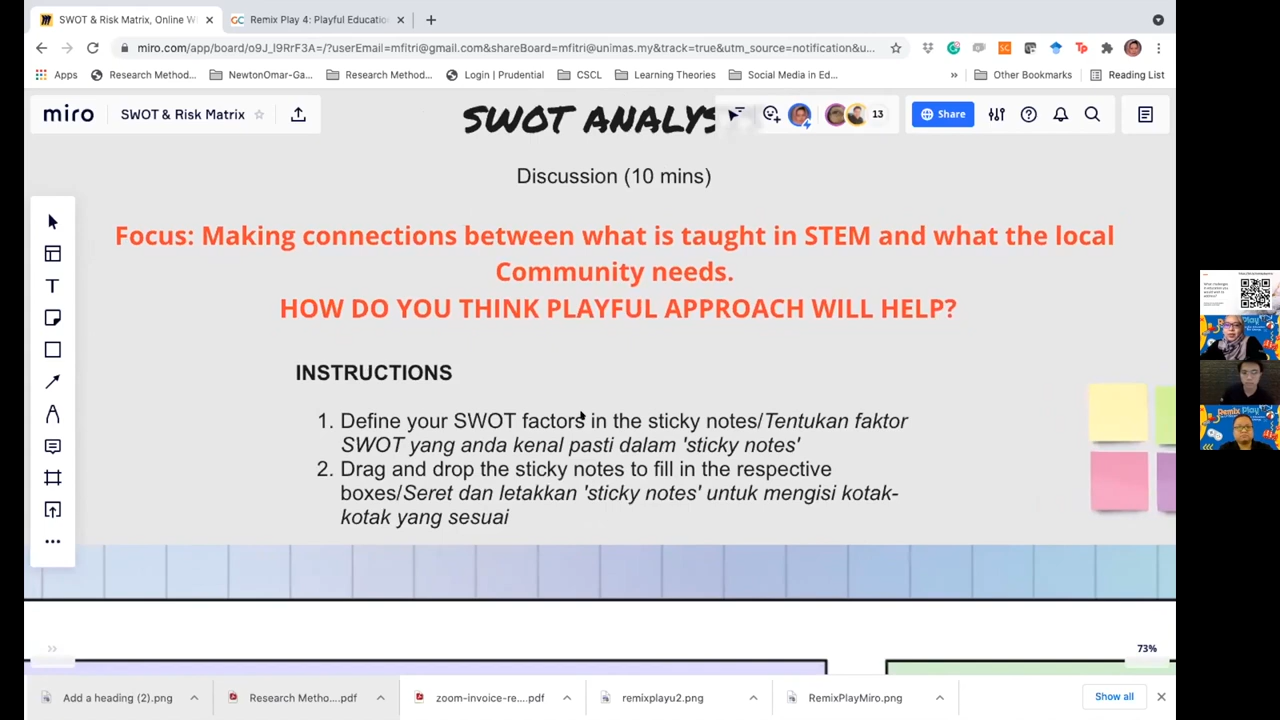 SWOT & Risk Matrix, Online W
Remix Play 4: Playful Educatio
miro.com/app/board/o9J_l9RrF3A=/?userEmail=mfitri@gmail.com&shareBoard=mfitri@unimas.my&track=true&utm_source=notification&u...
Apps
Research Method...
NewtonOmar-Ga...
Research Method...
Login | Prudential
CSCL
Learning Theories
Social Media in Ed...
»
Other Bookmarks
Reading List
miro
SWOT & Risk Matrix
SWOT ANALYS
13
Share
Discussion (10 mins)
Focus: Making connections between what is taught in STEM and what the local
Community needs.
HOW DO YOU THINK PLAYFUL APPROACH WILL HELP?
INSTRUCTIONS
1. Define your SWOT factors in the sticky notes/Tentukan faktor
SWOT yang anda kenal pasti dalam 'sticky notes'
2. Drag and drop the sticky notes to fill in the respective
boxes/Seret dan letakkan 'sticky notes' untuk mengisi kotak-
kotak yang sesuai
73%
Add a heading (2).png
Research Metho....pdf
zoom-invoice-re....pdf
remixplayu2.png
RemixPlayMiro.png
Show all